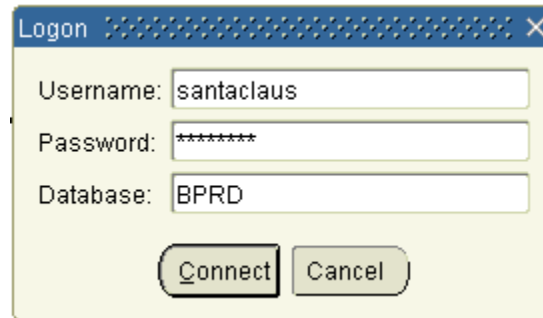 Logon
Username: santaclaus
Password: ********
Database: BPRD
Connect Cancel